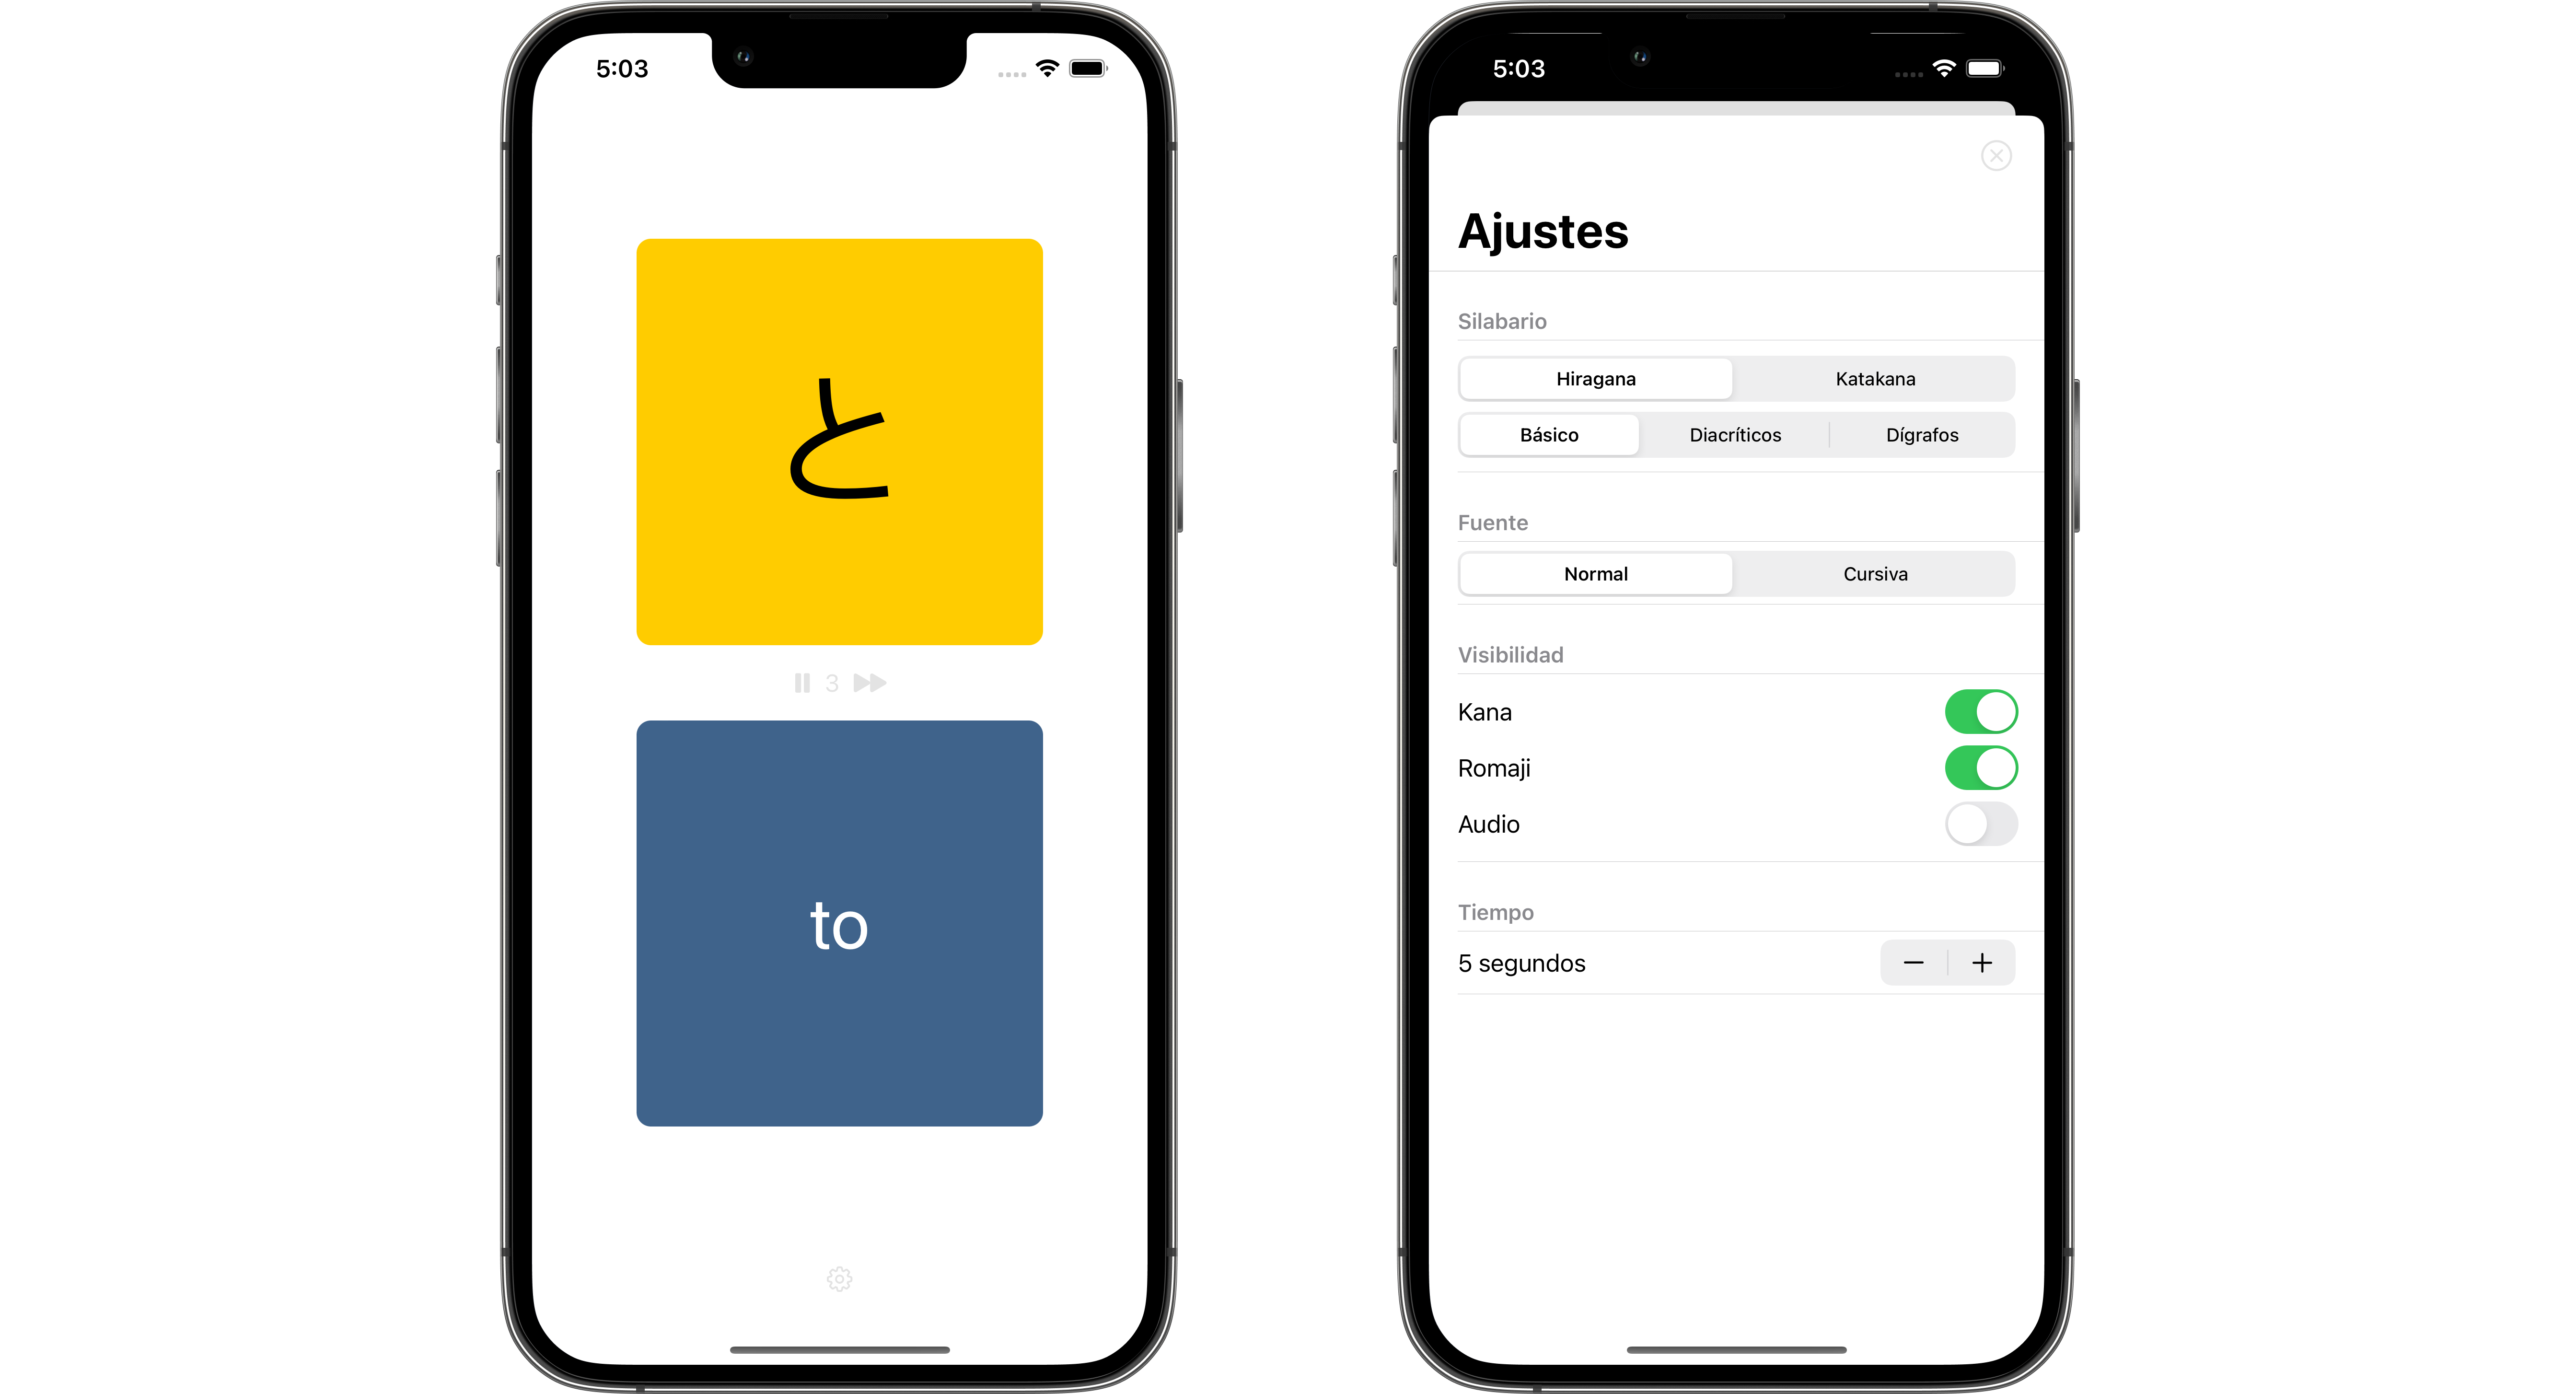 5:03
と
3
to
5:03
Ajustes
Silabario
Hiragana Katakana
Básico Diacríticos Dígrafos
Fuente
Normal Cursiva
Visibilidad
Kana
Romaji
Audio
Tiempo
5 segundos